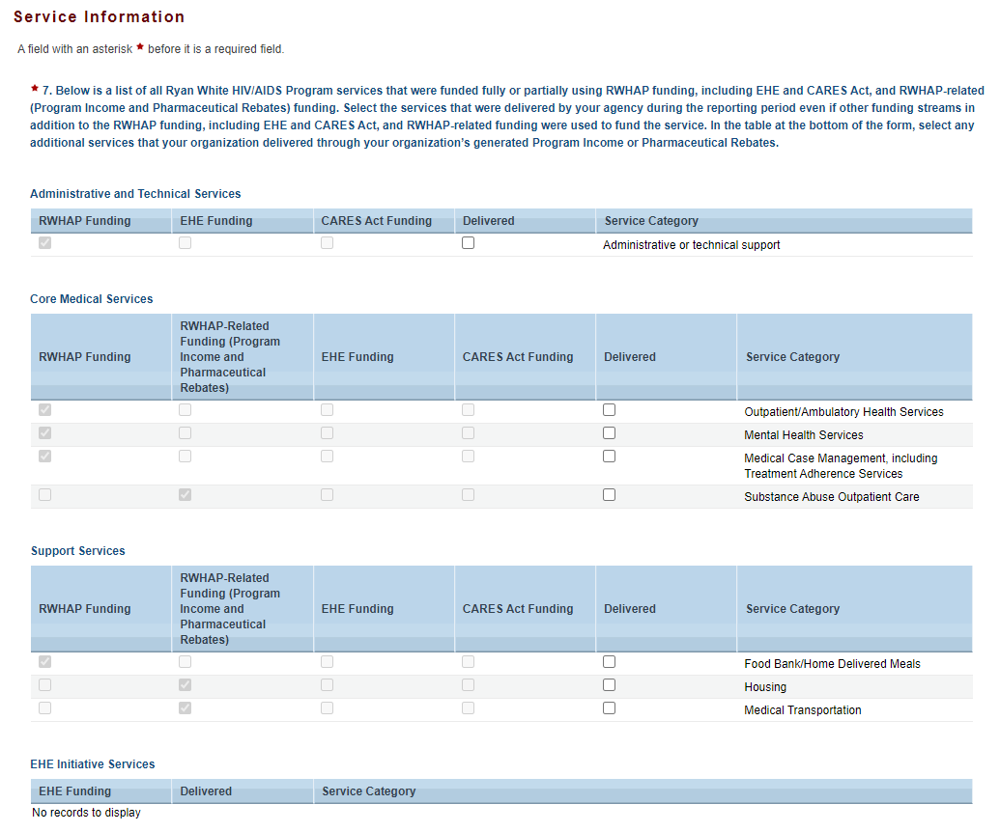 Service Information
A field with an asterisk * before it is a required field.
* 7. Below is a list of all Ryan White HIV/AIDS Program services that were funded fully or partially using RWHAP funding, including EHE and CARES Act, and RWHAP-related
(Program Income and Pharmaceutical Rebates) funding. Select the services that were delivered by your agency during the reporting period even if other funding streams in
addition to the RWHAP funding, including EHE and CARES Act, and RWHAP-related funding were used to fund the service. In the table at the bottom of the form, select any
additional services that your organization delivered through your organization's generated Program Income or Pharmaceutical Rebates.
Administrative and Technical Services
RWHAP Funding EHE Funding CARES Act Funding Delivered Service Category
Administrative or technical support
Core Medical Services
RWHAP Funding RWHAP-Related Funding (Program Income and Pharmaceutical Rebates) EHE Funding CARES Act Funding Delivered Service Category
Outpatient/Ambulatory Health Services
Mental Health Services
Medical Case Management, including
Treatment Adherence Services
Substance Abuse Outpatient Care
Support Services
RWHAP Funding RWHAP-Related Funding (Program Income and Pharmaceutical Rebates) EHE Funding CARES Act Funding Delivered Service Category
Food Bank/Home Delivered Meals
Housing
Medical Transportation
EHE Initiative Services
EHE Funding Delivered Service Category
No records to display